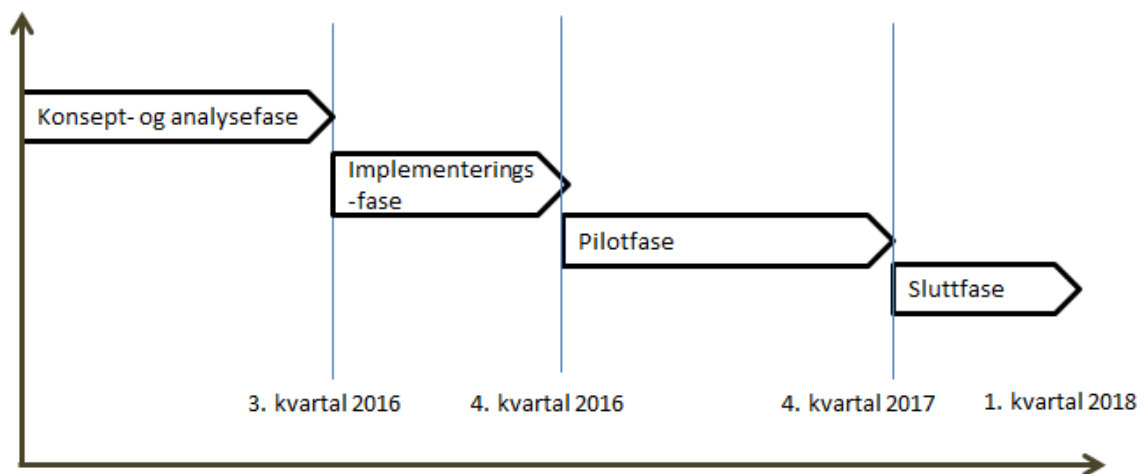 Konsept- og analysefase
Implementerings
-fase
Pilotfase
Sluttfase
3. kvartal 2016
4. kvartal 2016
4. kvartal 2017
1. kvartal 2018